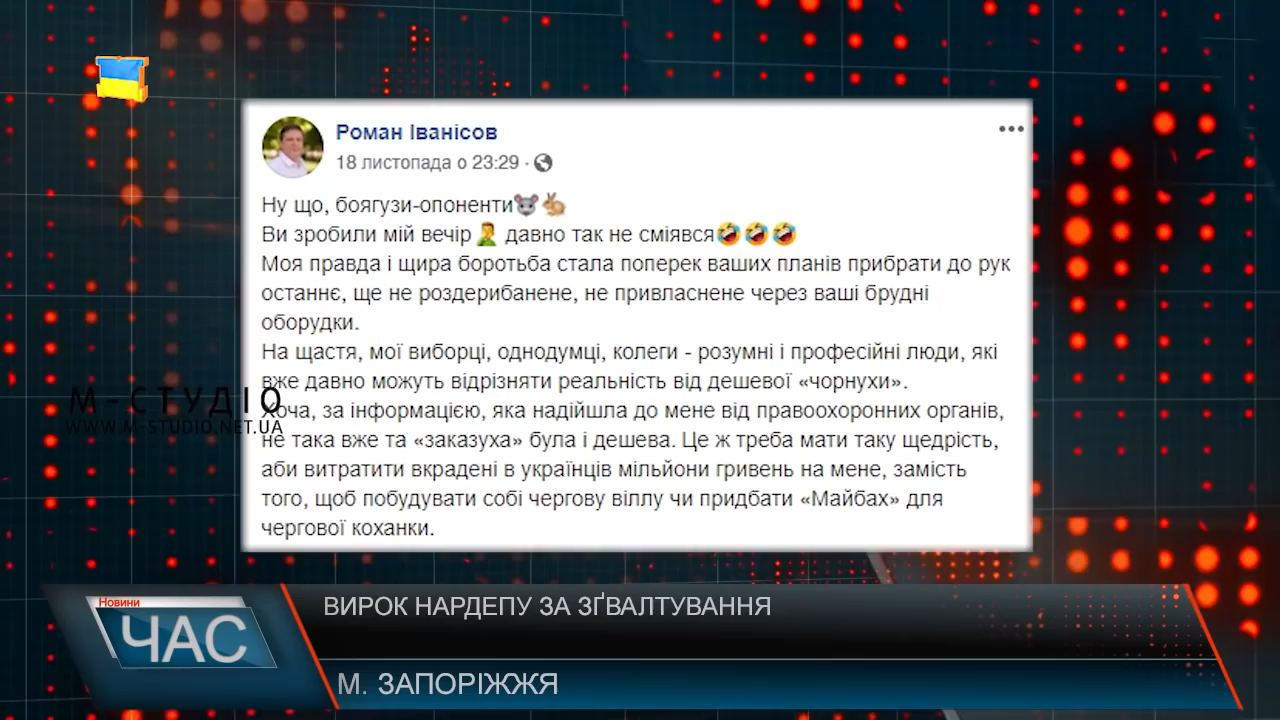 Роман Іванісов
18 листопада о 23:29 ·
Ну що, боягузи-опоненти🐭🐇
Ви зробили мій вечір🤦‍♂️ давно так не сміявся🤣🤣🤣
Моя правда і щира боротьба стала поперек ваших планів прибрати до рук
останнє, ще не роздерибанене, не привласнене через ваші брудні
оборудки.
На щастя, мої виборці, однодумці, колеги - розумні і професійні люди, які
вже давно можуть відрізняти реальність від дешевої «чорнухи».
Хоча, за інформацією, яка надійшла до мене від правоохоронних органів,
не така вже та «заказуха» була і дешева. Це ж треба мати таку щедрість,
аби витратити вкрадені в українців мільйони гривень на мене, замість
того, щоб побудувати собі чергову віллу чи придбати «Майбах» для
чергової коханки.
М-СТУДІО
WWW.M-STUDIO.NET.UA
Новини
ЧАС
ВИРОК НАРДЕПУ ЗА ЗҐВАЛТУВАННЯ
М. ЗАПОРІЖЖЯ